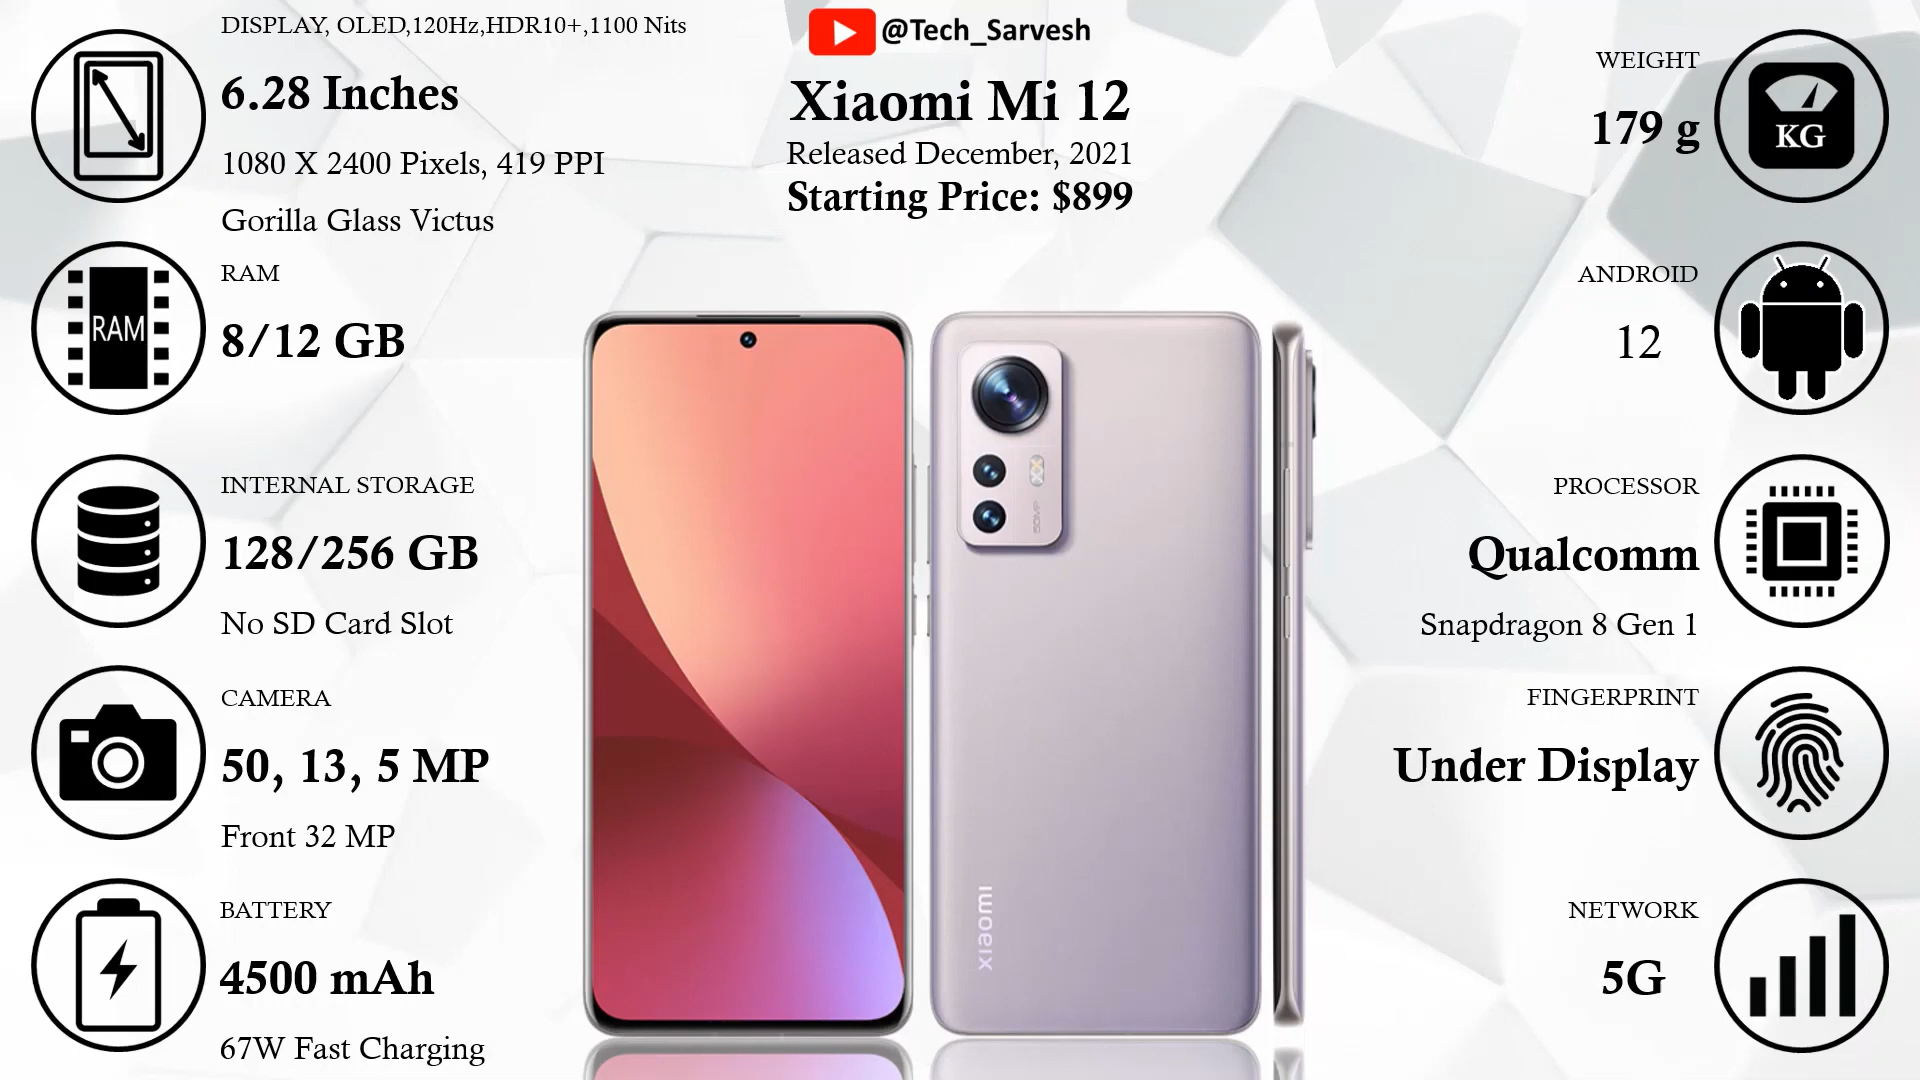 @Tech_Sarvesh
Xiaomi Mi 12
Released December, 2021
Starting Price: $899
DISPLAY, OLED,120Hz,HDR10+,1100 Nits
6.28 Inches
1080 X 2400 Pixels, 419 PPI
Gorilla Glass Victus
RAM
RAM
8/12 GB
INTERNAL STORAGE
128/256 GB
No SD Card Slot
CAMERA
50, 13, 5 MP
Front 32 MP
BATTERY
4500 mAh
67W Fast Charging
50MP
xiaomi
WEIGHT
179 g
KG
ANDROID
12
PROCESSOR
Qualcomm
Snapdragon 8 Gen 1
FINGERPRINT
Under Display
NETWORK
5G